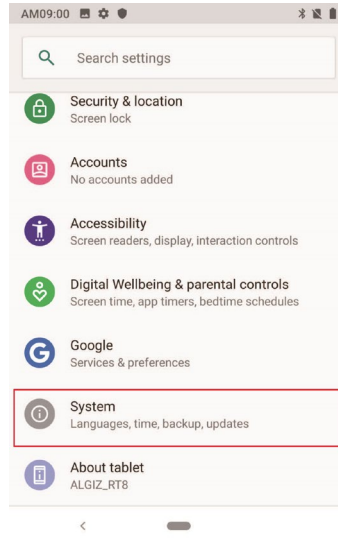 AM09:00
Search settings
Security & location
Screen lock
Accounts
No accounts added
Accessibility
Screen readers, display, interaction controls
Digital Wellbeing & parental controls
Screen time, app timers, bedtime schedules
G
Google
Services & preferences
System
Languages, time, backup, updates
About tablet
ALGIZ_RT8